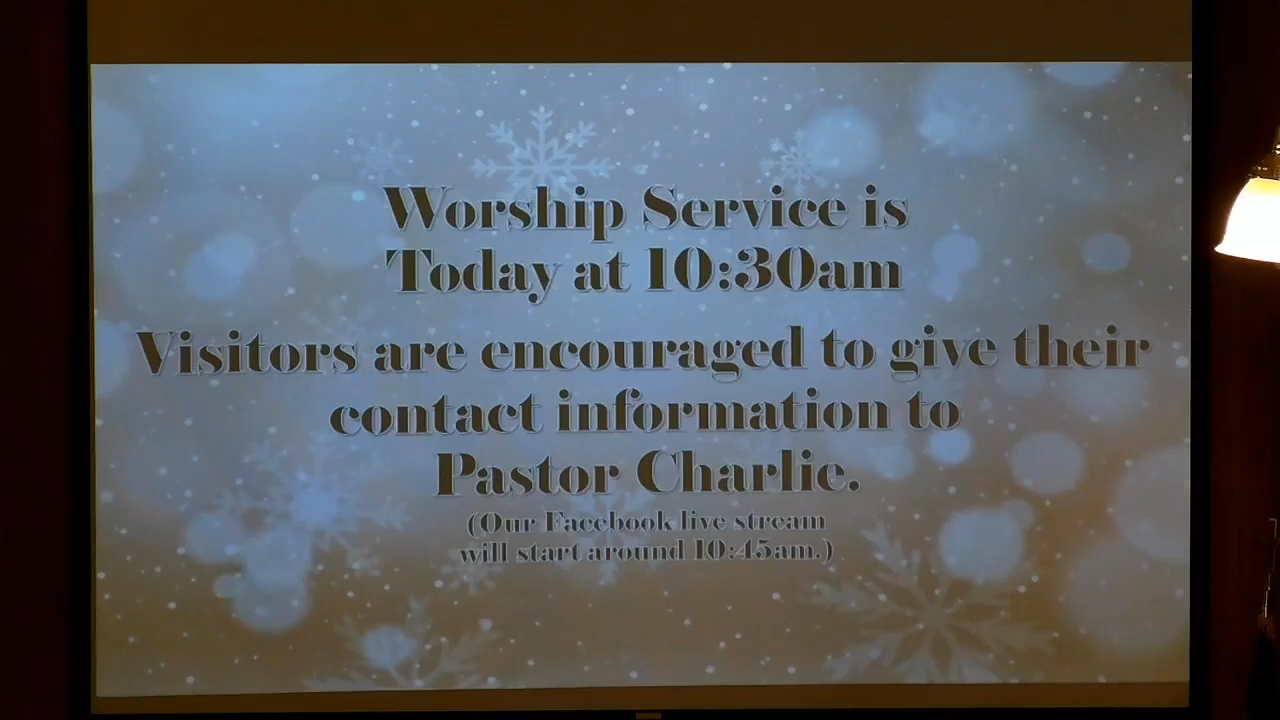 Worship Service is
Today at 10:30am
Visitors are encouraged to give their
contact information to
Pastor Charlie.
(Our Facebook live stream
will start around 10:45am.)